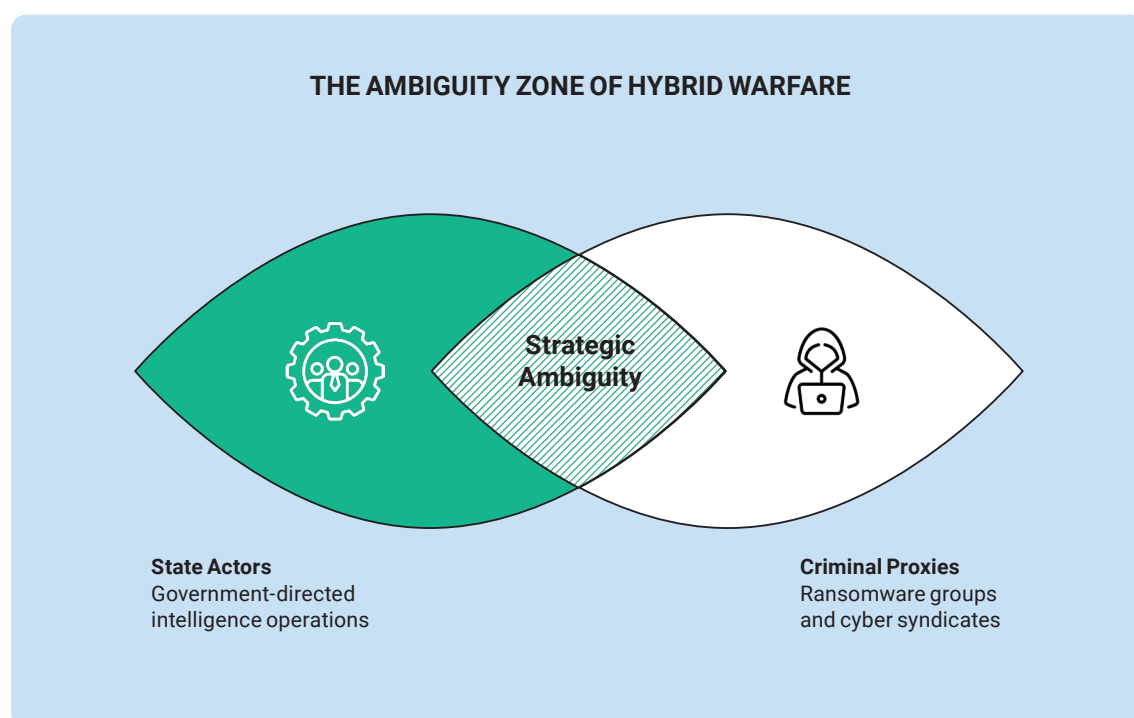 THE AMBIGUITY ZONE OF HYBRID WARFARE
Strategic
Ambiguity
State Actors
Government-directed
intelligence operations
Criminal Proxies
Ransomware groups
and cyber syndicates